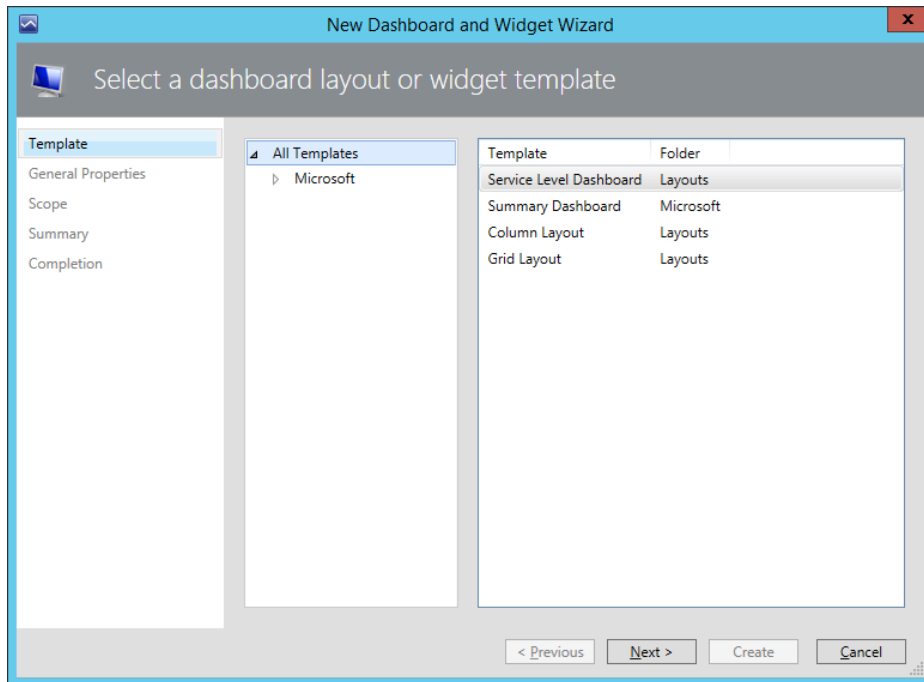 New Dashboard and Widget Wizard
x
Select a dashboard layout or widget template
Template
General Properties
Scope
Summary
Completion
All Templates
Microsoft
Template Folder
Service Level Dashboard Layouts
Summary Dashboard Microsoft
Column Layout Layouts
Grid Layout Layouts
< Previous Next > Create Cancel